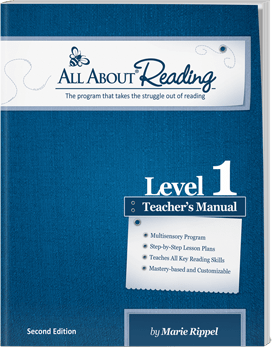 ALL ABOUT® Reading
The program that takes the struggle out of reading
Level 1
Teacher's Manual
Multisensory Program
Step-by-Step Lesson Plans
Teaches All Key Reading Skills
Mastery-based and Customizable
Second Edition
by Marie Rippel